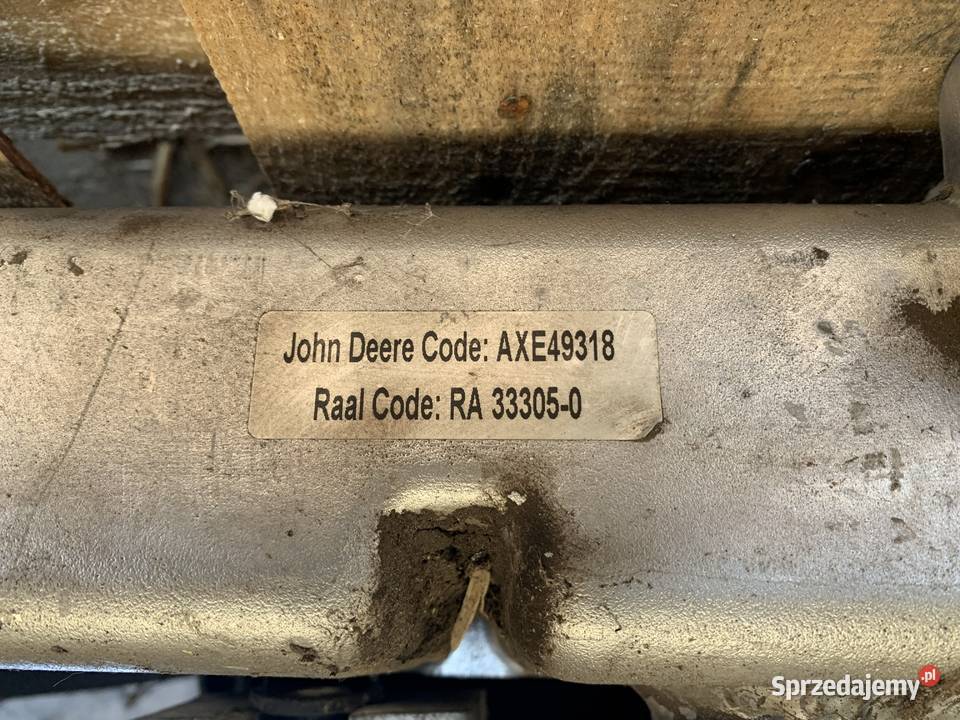 John Deere Code: AXE49318
Raal Code: RA 33305-0
Sprzedajemy.pl